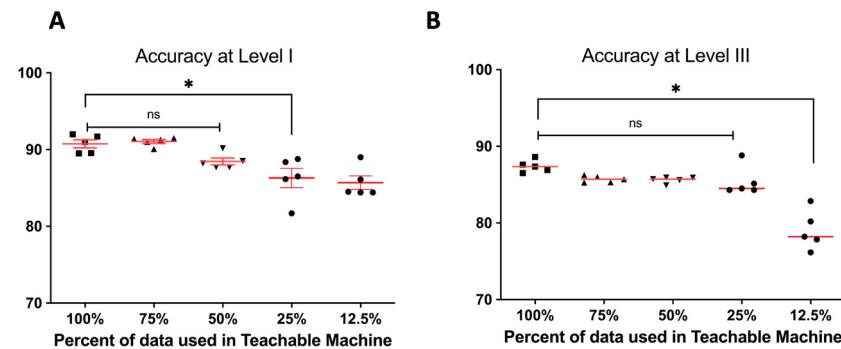 A
Accuracy at Level I
100
90
80
70
*
ns
100% 75% 50% 25% 12.5%
Percent of data used in Teachable Machine
B
Accuracy at Level III
100
90
80
70
*
ns
100% 75% 50% 25% 12.5%
Percent of data used in Teachable Machine